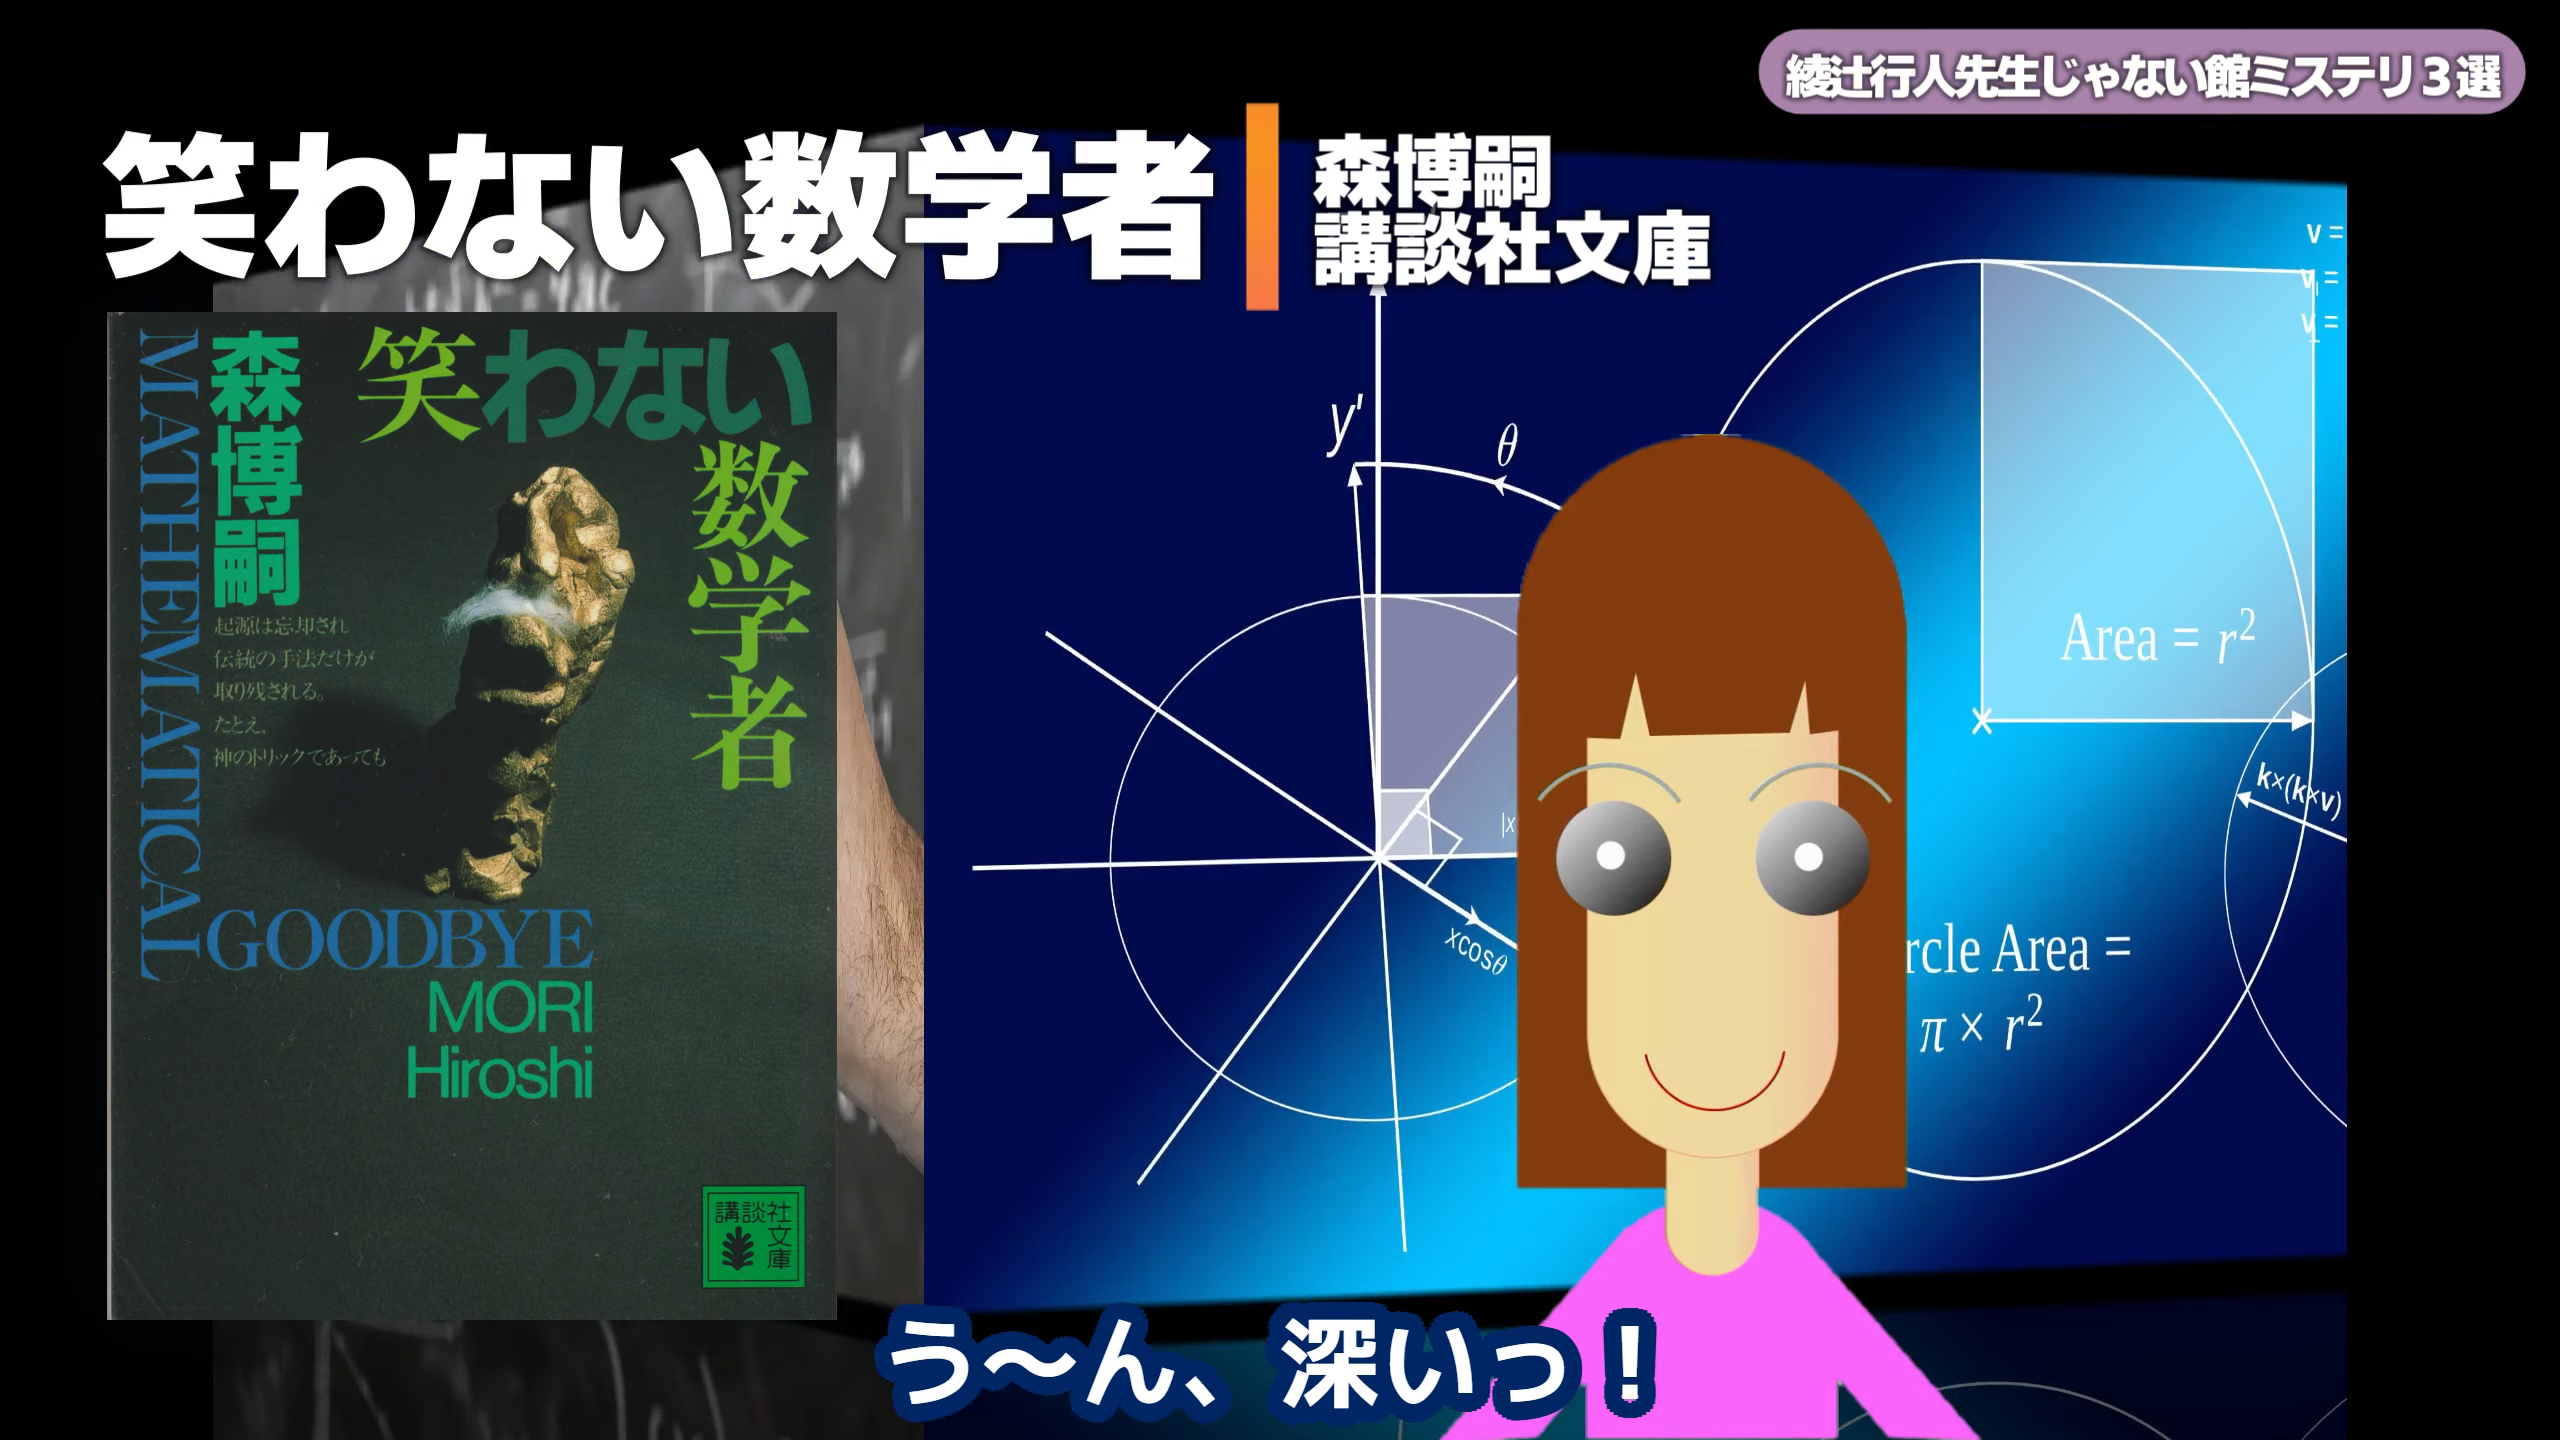 綾辻行人先生じゃない館ミステリ３選
笑わない数学者
森博嗣
講談社文庫
笑わない
数学者
森博嗣
MATHEMATICAL
GOODBYE
起源は忘却され
伝統の手法だけが
取り残される。
たとえ、
神のトリックであっても
MORI
Hiroshi
講談社
文庫
y'
θ
xcosθ
|x
v =
v =
v =
Area = r²
k×(k×v)
rcle Area =
π × r²
う〜ん、深いっ！